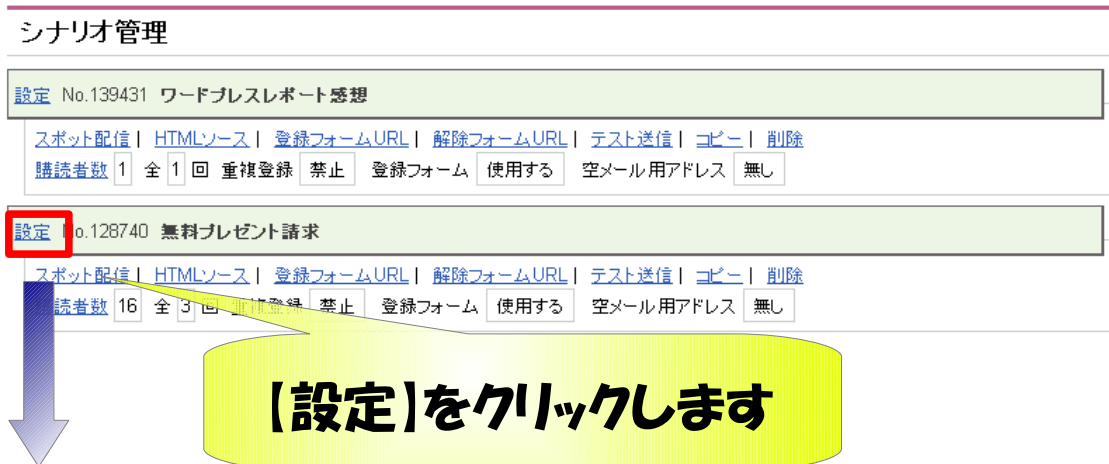 シナリオ管理
設定 No.139431 ワードプレスレポート感想
スポット配信 | HTMLソース | 登録フォームURL | 解除フォームURL | テスト送信 | コピー | 削除
購読者数 1 全 1 回 重複登録 禁止 登録フォーム 使用する 空メール用アドレス 無し
設定 No.128740 無料プレゼント請求
スポット配信 | HTMLソース | 登録フォームURL | 解除フォームURL | テスト送信 | コピー | 削除
購読者数 16 全 3 回 重複登録 禁止 登録フォーム 使用する 空メール用アドレス 無し
【設定】をクリックします